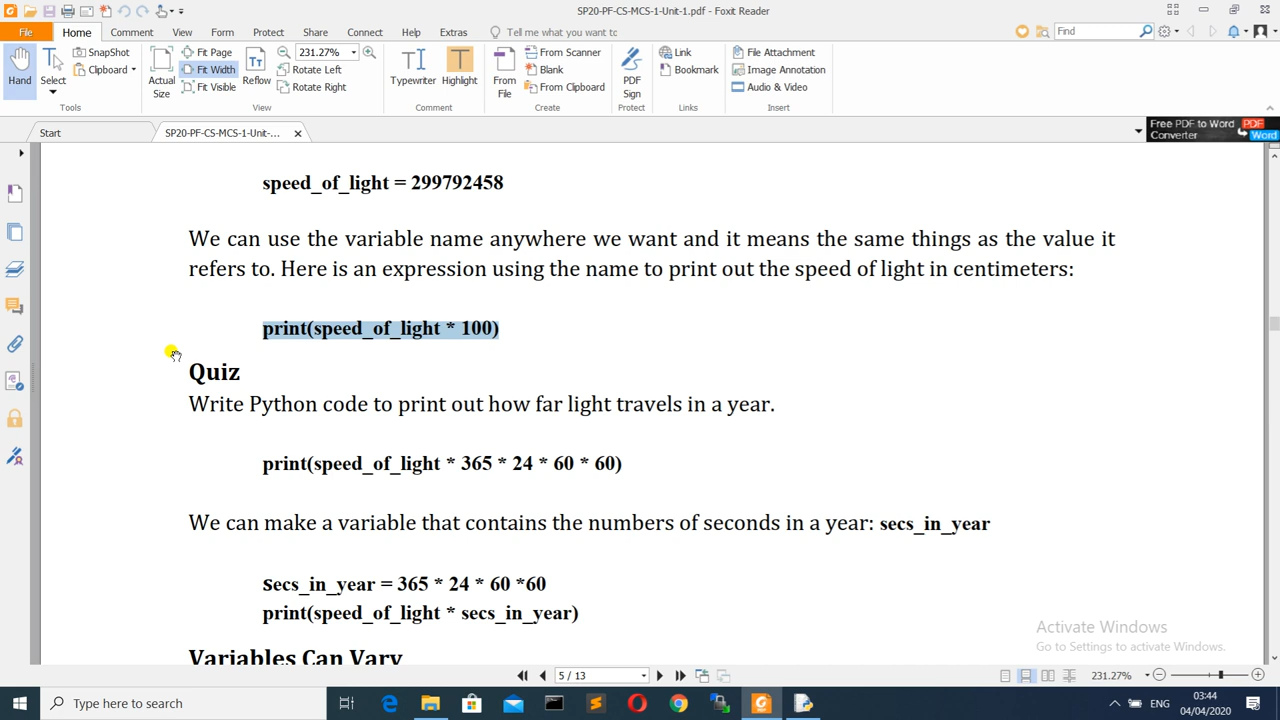 SP20-PF-CS-MCS-1-Unit-1.pdf - Foxit Reader
File Home Comment View Form Protect Share Connect Help Extras Tell me what you want to Find
Hand
Select
SnapShot
Clipboard
Tools
Actual Size
Fit Page
Fit Width
Fit Visible
Reflow
231.27%
Rotate Left
Rotate Right
View
Typewriter
Highlight
Comment
From File
From Scanner
Blank
From Clipboard
Create
PDF Sign
Protect
Link
Bookmark
Links
File Attachment
Image Annotation
Audio & Video
Insert
Start SP20-PF-CS-MCS-1-Unit-...
Free PDF to Word Converter PDF Word
speed_of_light = 299792458
We can use the variable name anywhere we want and it means the same things as the value it
refers to. Here is an expression using the name to print out the speed of light in centimeters:
print(speed_of_light * 100)
Quiz
Write Python code to print out how far light travels in a year.
print(speed_of_light * 365 * 24 * 60 * 60)
We can make a variable that contains the numbers of seconds in a year: secs_in_year
secs_in_year = 365 * 24 * 60 *60
print(speed_of_light * secs_in_year)
Variables Can Vary
Activate Windows
Go to Settings to activate Windows.
5 / 13 231.27%
Type here to search ENG
03:44
04/04/2020